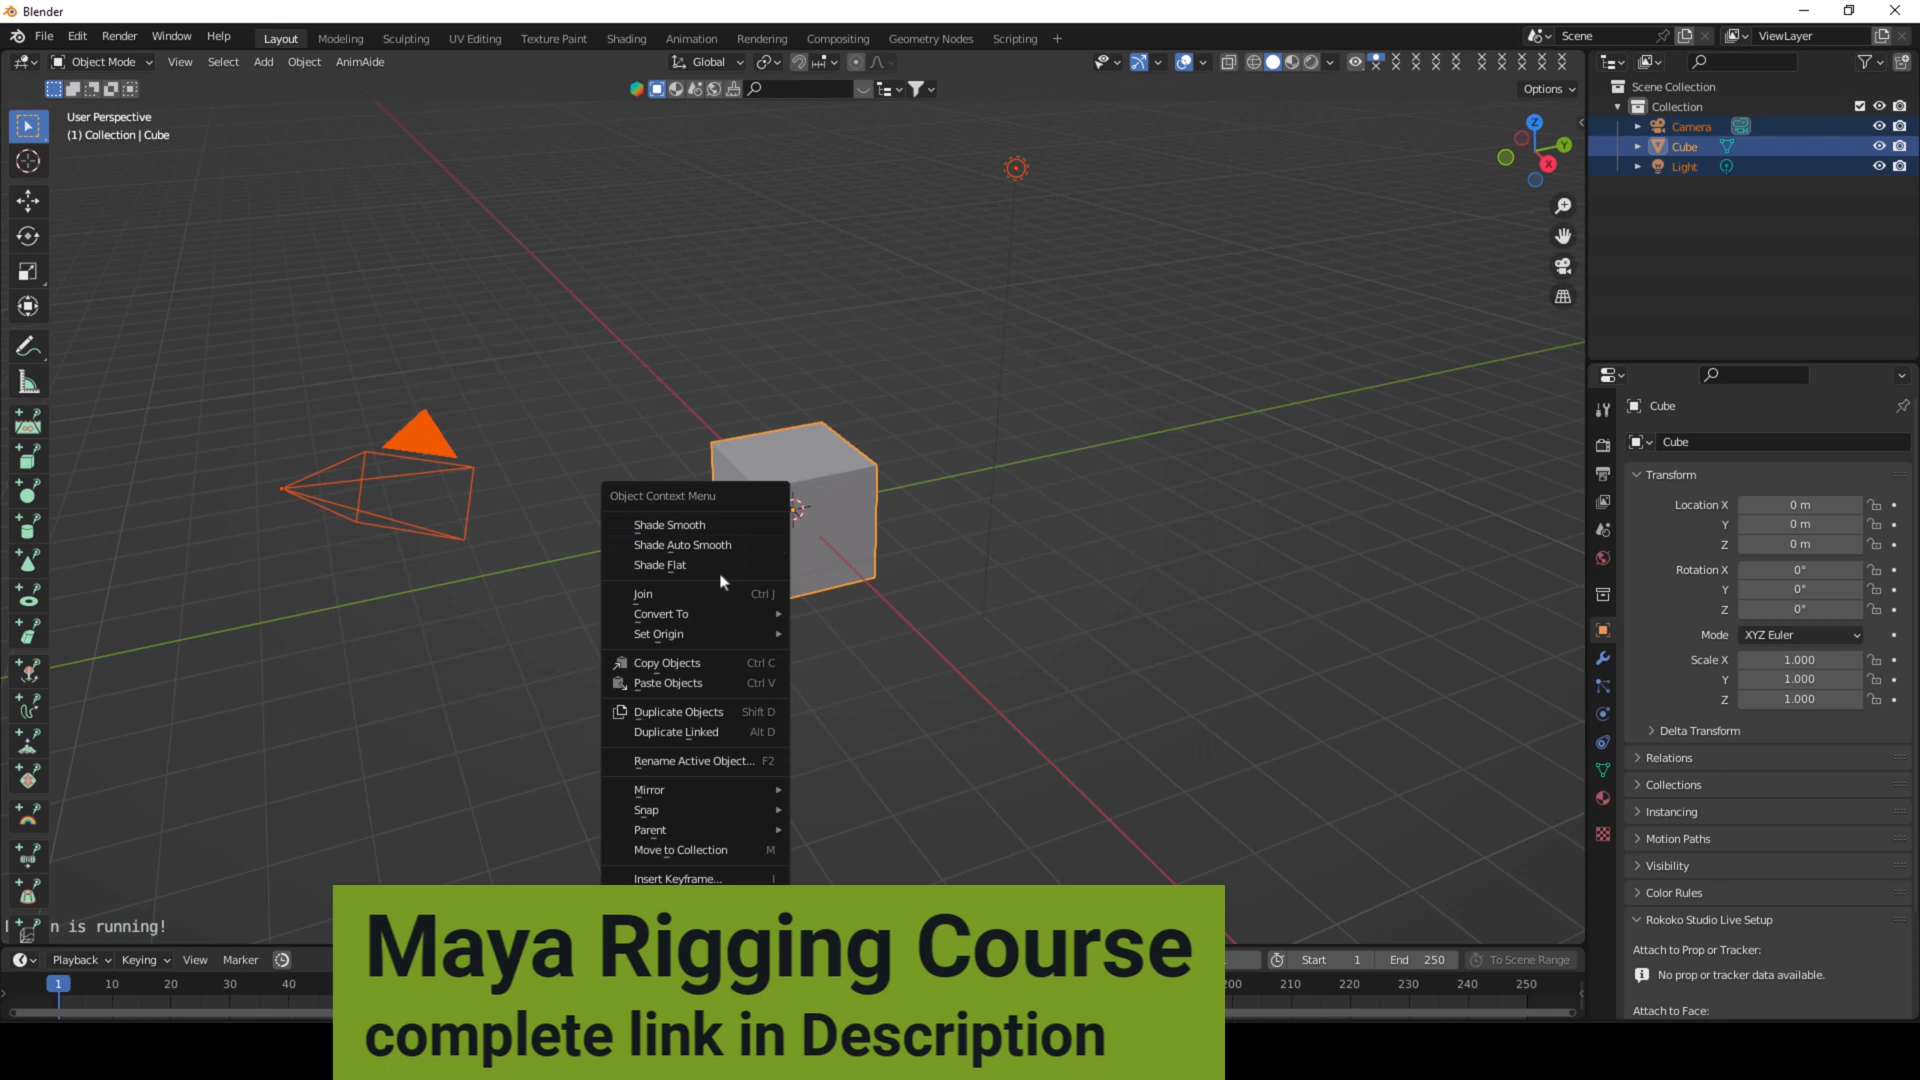 Blender
File Edit Render Window Help
Layout Modeling Sculpting UV Editing Texture Paint Shading Animation Rendering Compositing Geometry Nodes Scripting +
Scene
ViewLayer
Object Mode View Select Add Object AnimAide
Global
Options
User Perspective
(1) Collection | Cube
Z
Y
X
Scene Collection
Collection
Camera
Cube
Light
Object Context Menu
Shade Smooth
Shade Auto Smooth
Shade Flat
Join Ctrl J
Convert To
Set Origin
Copy Objects Ctrl C
Paste Objects Ctrl V
Duplicate Objects Shift D
Duplicate Linked Alt D
Rename Active Object... F2
Mirror
Snap
Parent
Move to Collection M
Insert Keyframe... I
Cube
Cube
Transform
Location X 0 m
Y 0 m
Z 0 m
Rotation X 0°
Y 0°
Z 0°
Mode XYZ Euler
Scale X 1.000
Y 1.000
Z 1.000
Delta Transform
Relations
Collections
Instancing
Motion Paths
Visibility
Color Rules
Rokoko Studio Live Setup
Attach to Prop or Tracker:
No prop or tracker data available.
Attach to Face:
n is running!
Playback Keying View Marker
Start 1 End 250 To Scene Range
1 10 20 30 40
210 220 230 240 250
Maya Rigging Course
complete link in Description